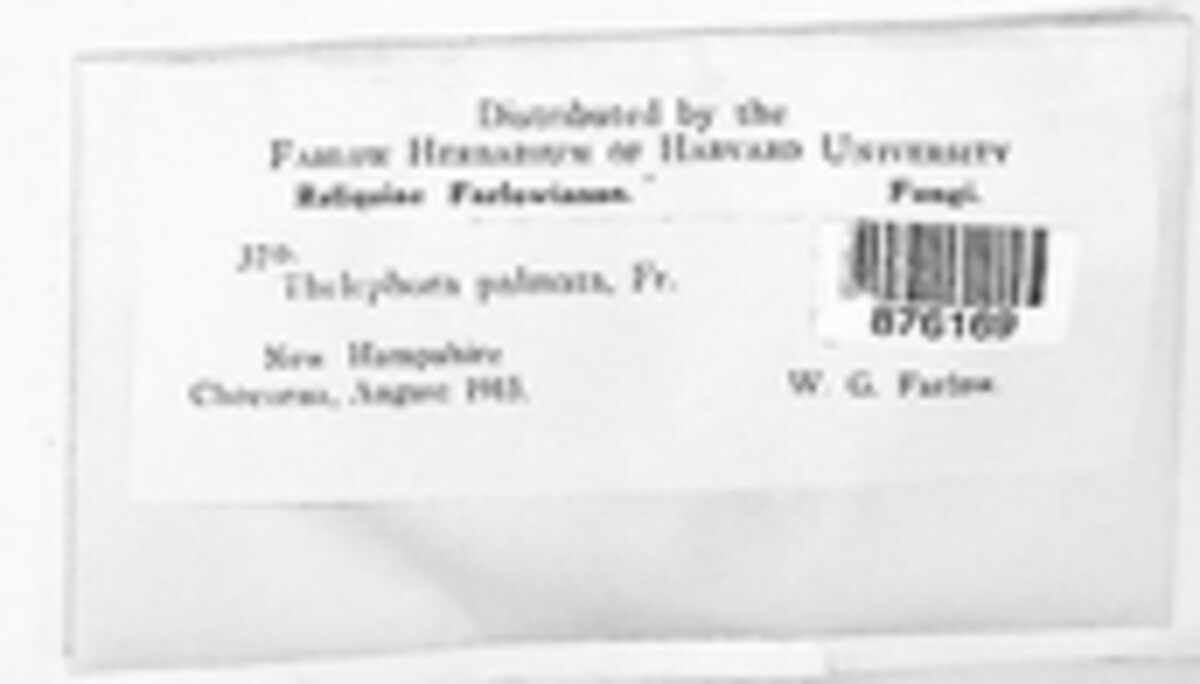 Distributed by the
FARLOW HERBARIUM OF HARVARD UNIVERSITY
Reliquiae Farlowianae. Fungi.
370.
Thelephora palmata, Fr.
876169
New Hampshire
Chocorua, August W. G. Farlow.